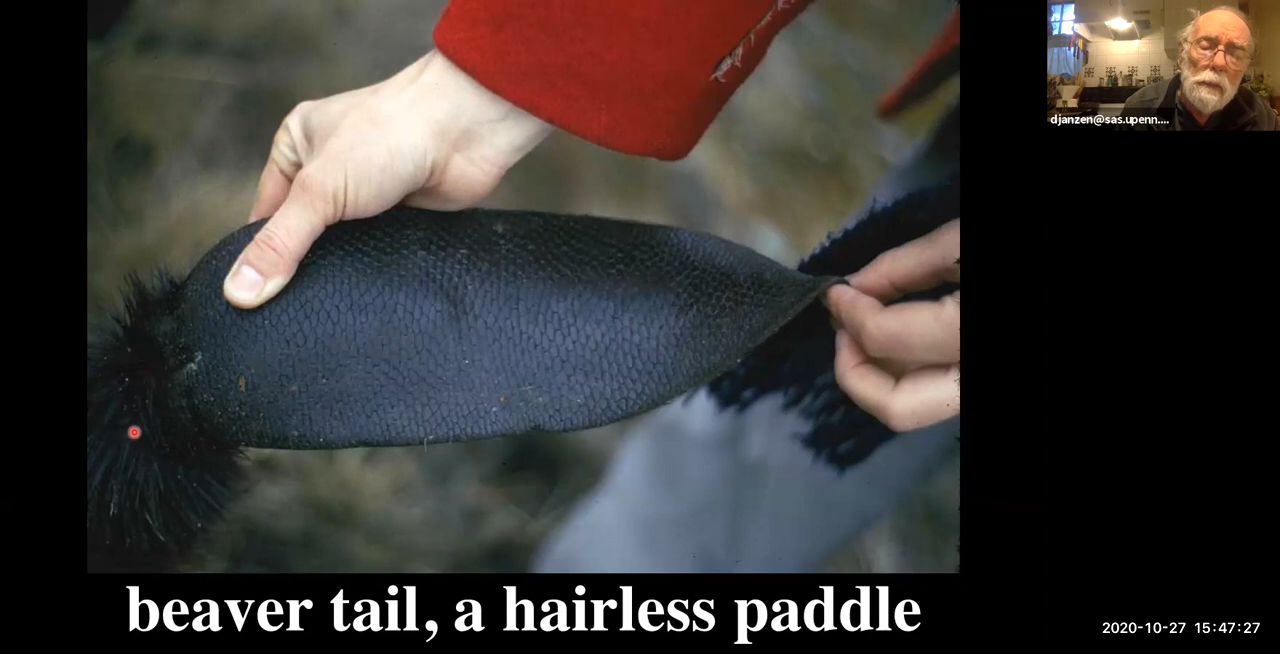 djanzen@sas.upenn....
beaver tail, a hairless paddle
2020-10-27 15:47:27